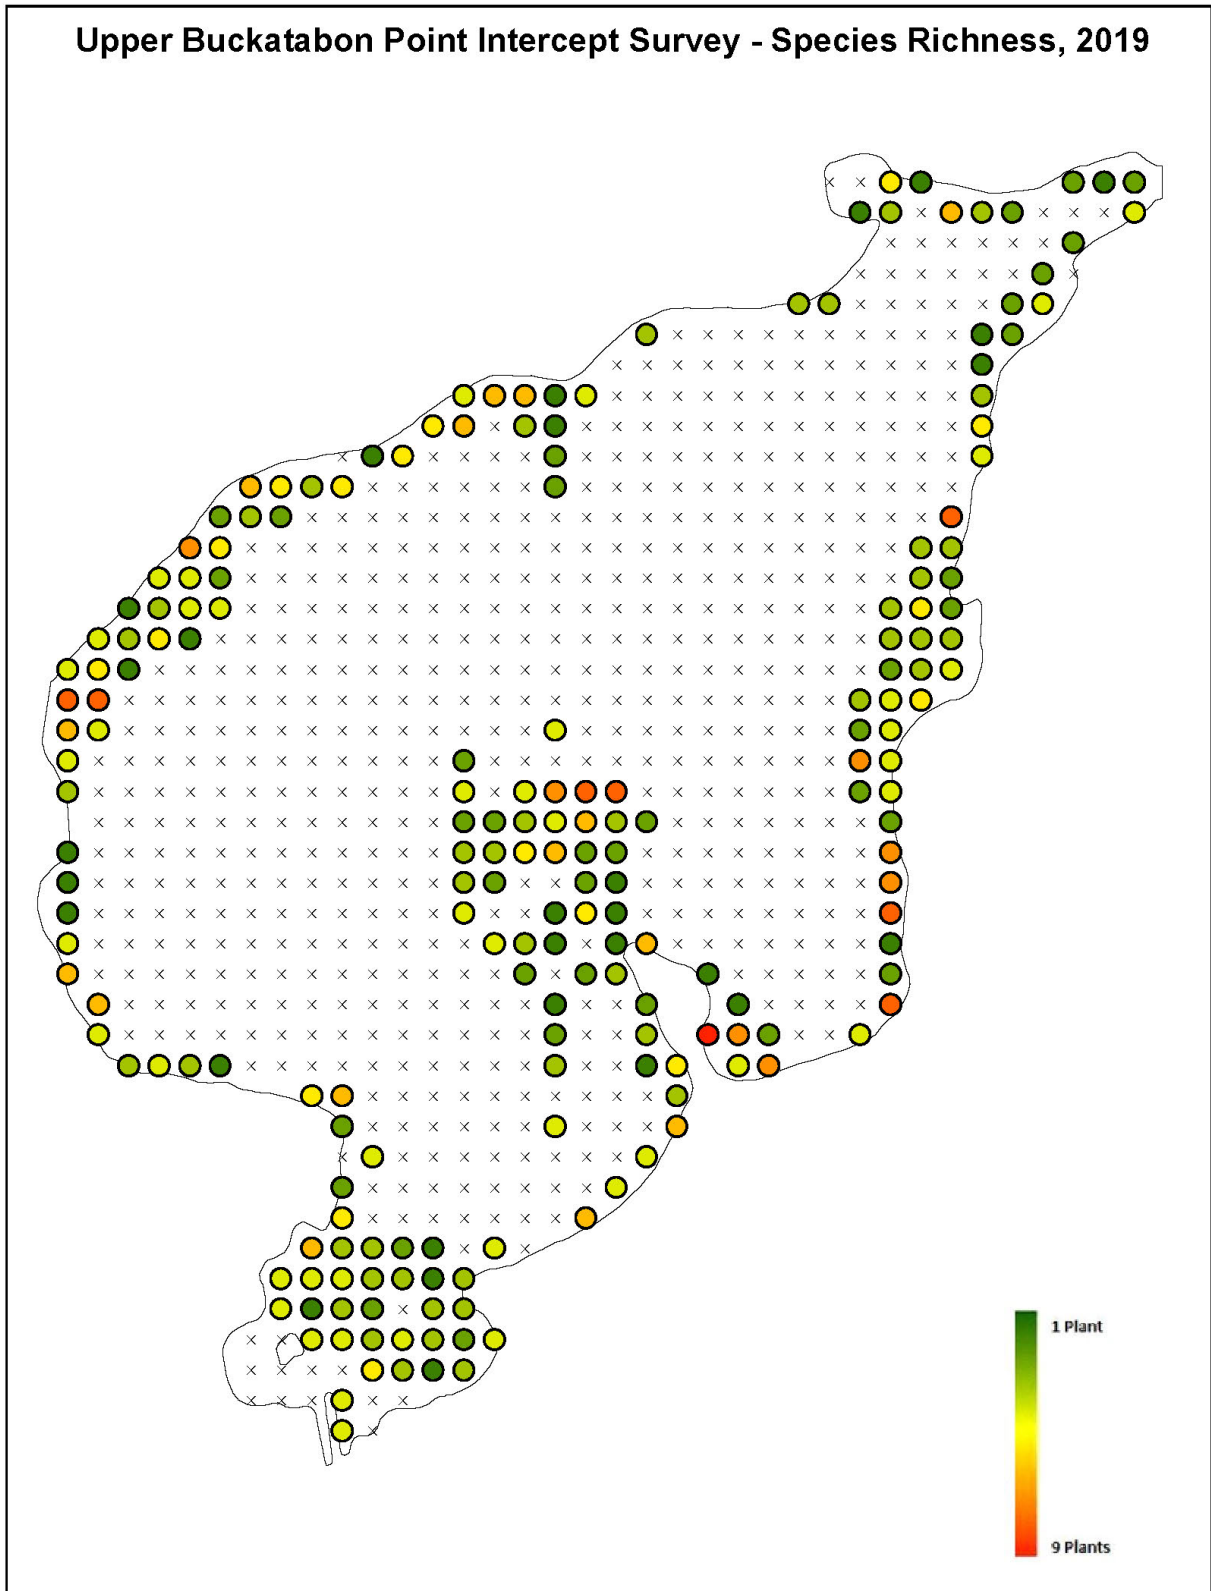 Upper Buckatabon Point Intercept Survey - Species Richness, 2019
1 Plant
9 Plants